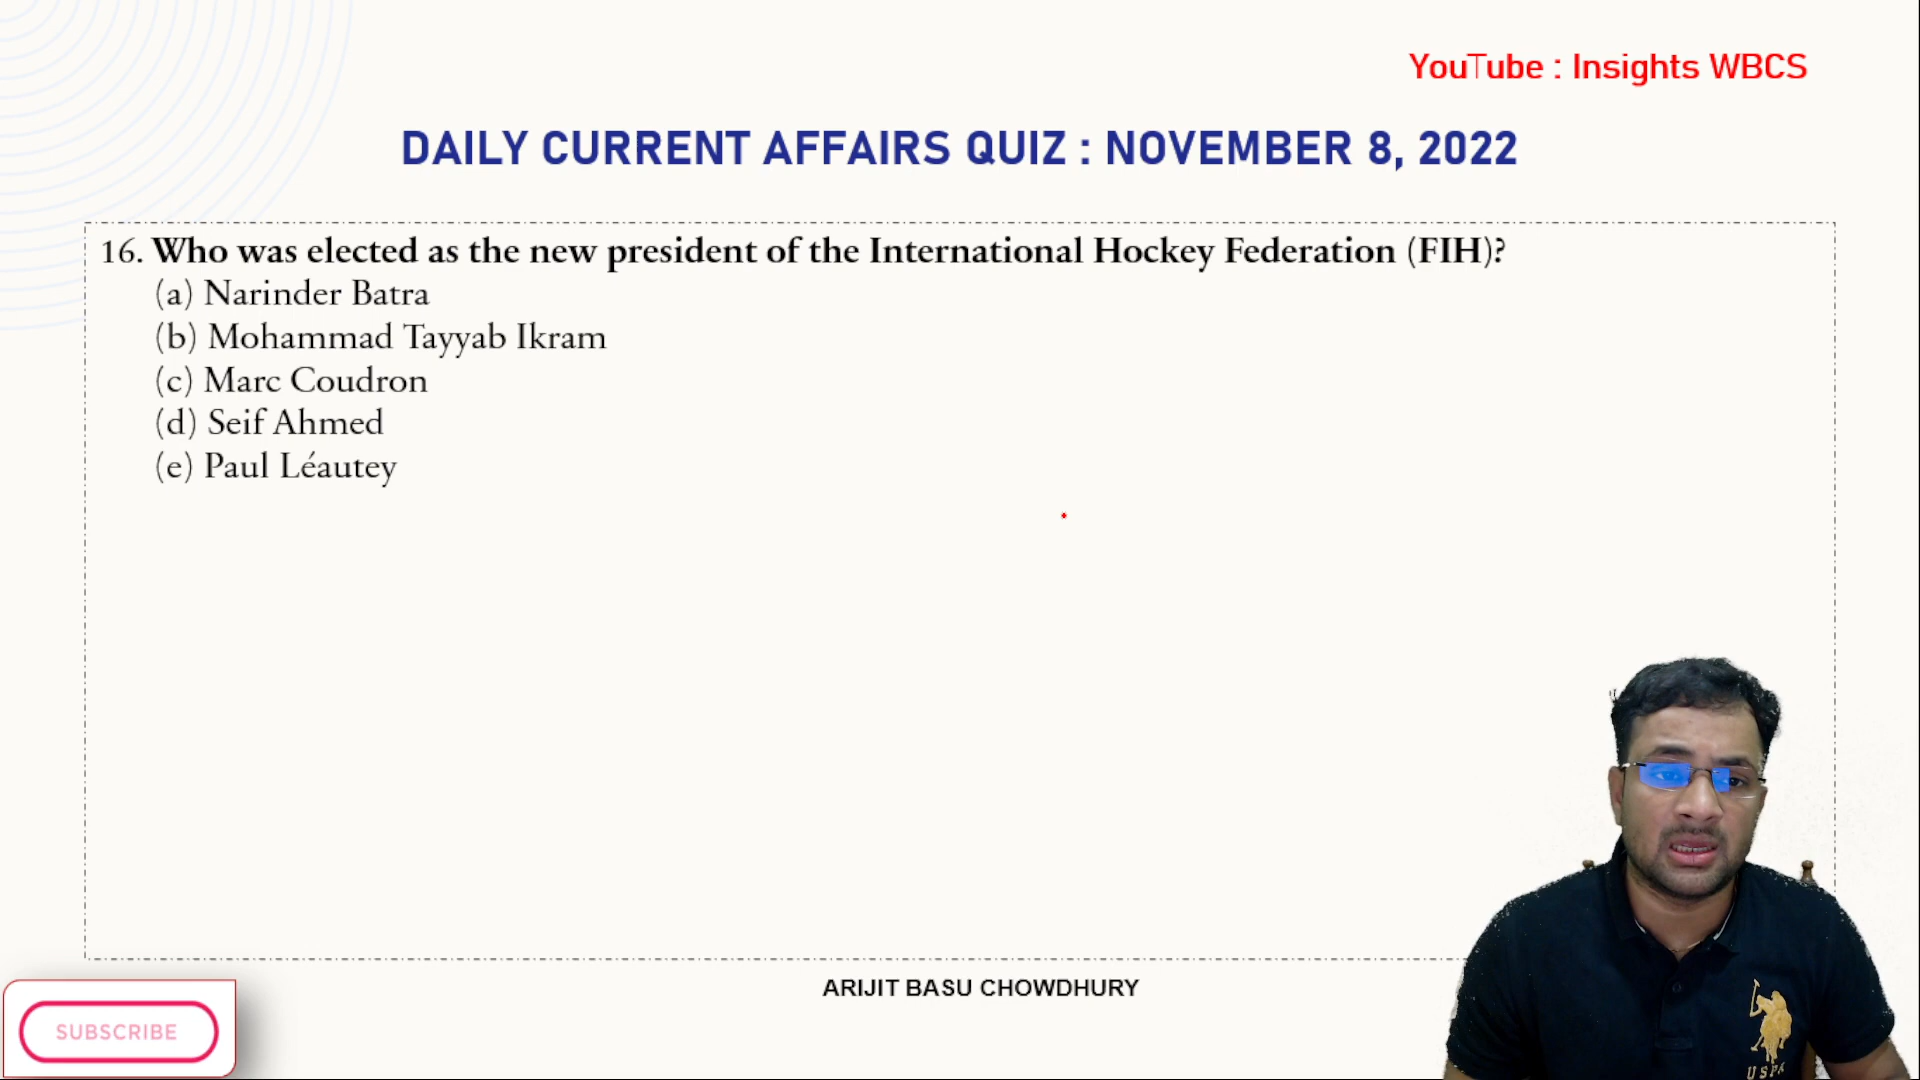 YouTube : Insights WBCS
DAILY CURRENT AFFAIRS QUIZ : NOVEMBER 8, 2022
16. Who was elected as the new president of the International Hockey Federation (FIH)?
(a) Narinder Batra
(b) Mohammad Tayyab Ikram
(c) Marc Coudron
(d) Seif Ahmed
(e) Paul Léautey
ARIJIT BASU CHOWDHURY
SUBSCRIBE
USPA